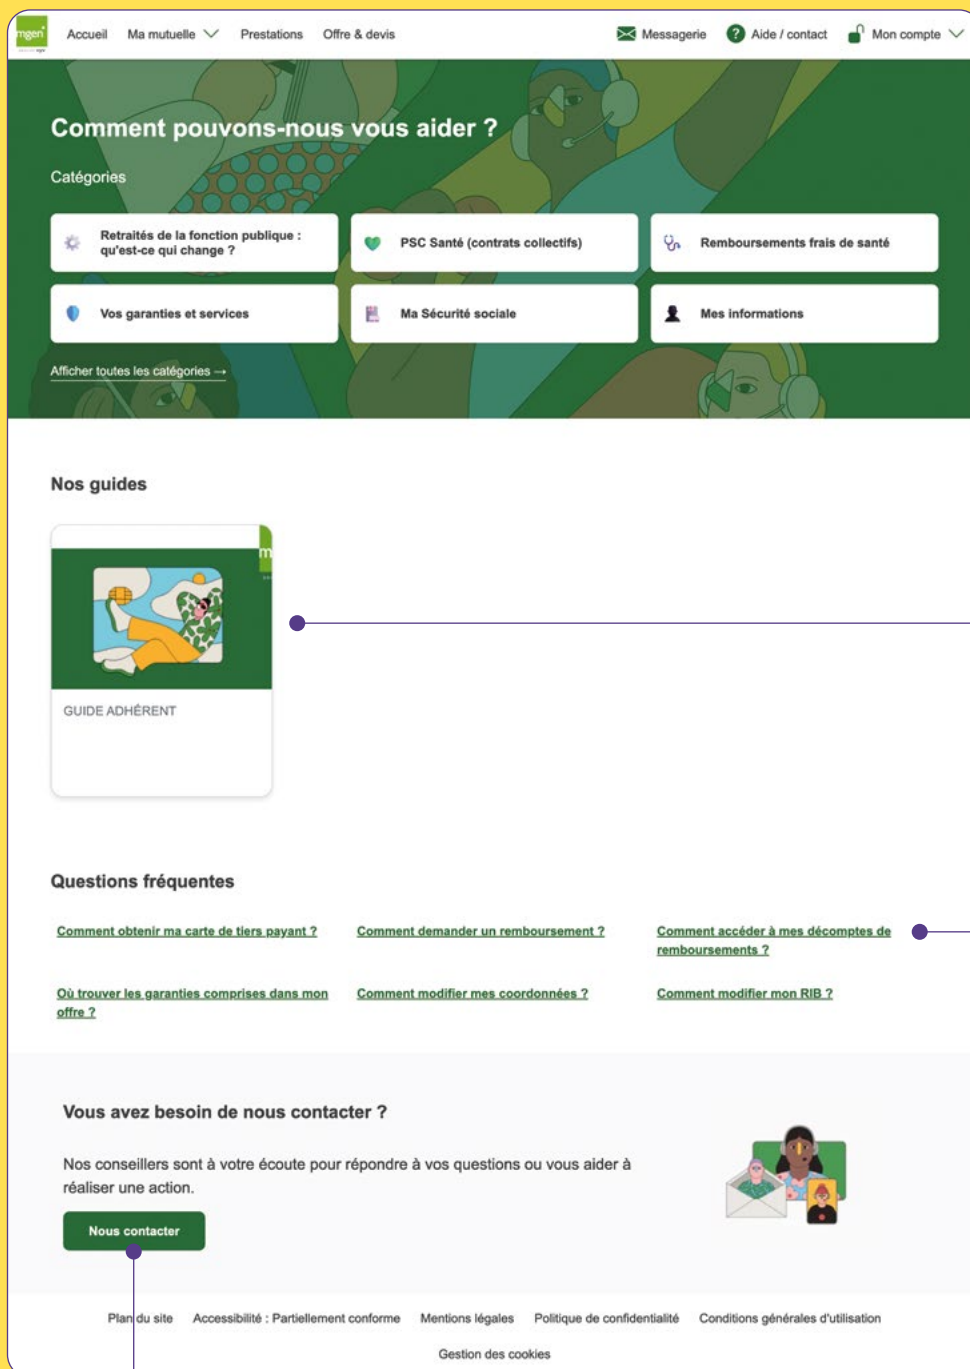 mgen
Accueil Ma mutuelle Prestations Offre & devis Messagerie ? Aide / contact Mon compte
Comment pouvons-nous vous aider ?
Catégories
Retraités de la fonction publique :
qu'est-ce qui change ?
PSC Santé (contrats collectifs)
Remboursements frais de santé
Vos garanties et services
Ma Sécurité sociale
Mes informations
Afficher toutes les catégories →
Nos guides
m
GUIDE ADHÉRENT
Questions fréquentes
Comment obtenir ma carte de tiers payant ?
Comment demander un remboursement ?
Comment accéder à mes décomptes de
remboursements ?
Où trouver les garanties comprises dans mon
offre ?
Comment modifier mes coordonnées ?
Comment modifier mon RIB ?
Vous avez besoin de nous contacter ?
Nos conseillers sont à votre écoute pour répondre à vos questions ou vous aider à
réaliser une action.
Nous contacter
Plan du site Accessibilité : Partiellement conforme Mentions légales Politique de confidentialité Conditions générales d'utilisation
Gestion des cookies